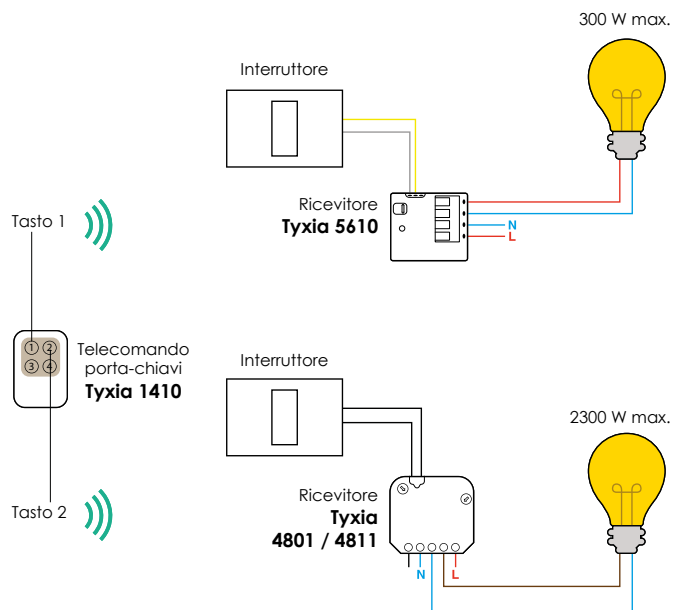 300 W max.
Interruttore
Ricevitore
Tyxia 5610
N
L
Tasto 1
1 2
3 4
Telecomando
porta-chiavi
Tyxia 1410
Interruttore
2300 W max.
Ricevitore
Tyxia
4801 / 4811
Tasto 2
N
L